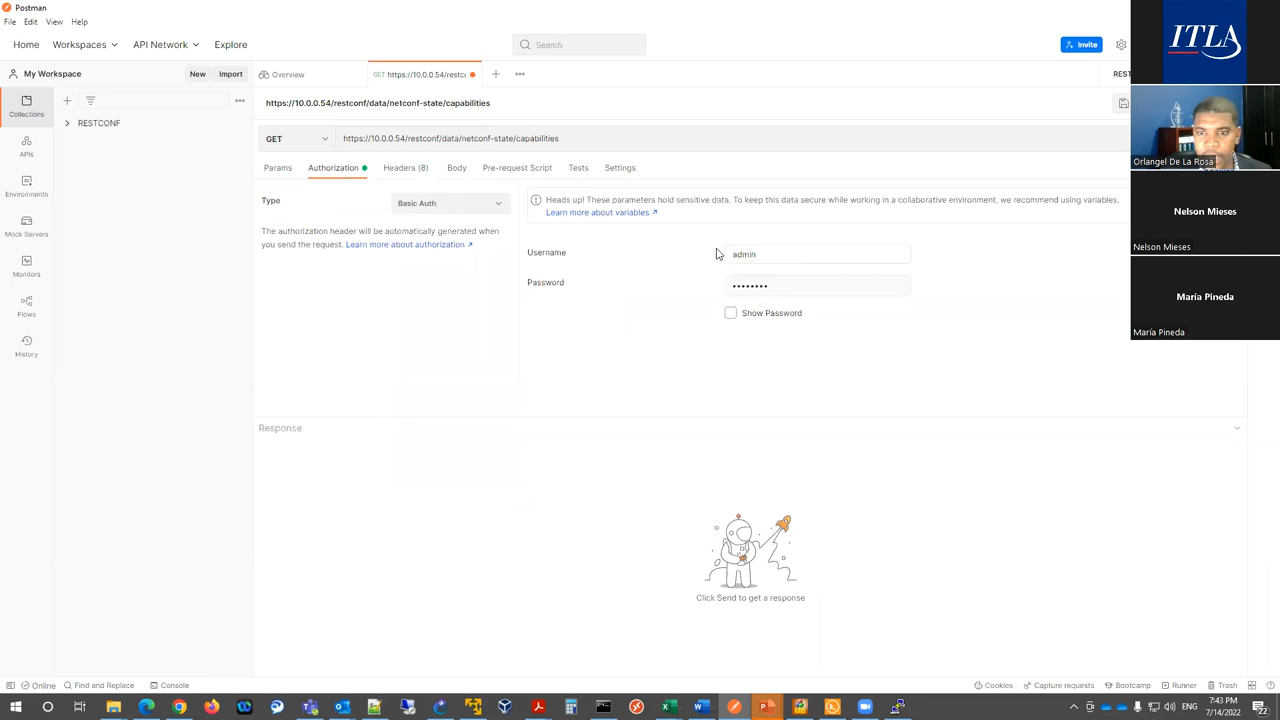 Postman
File Edit View Help
Home Workspaces API Network Explore
Search
Invite
My Workspace
New Import
Overview
GET https://10.0.0.54/restcc
REST
https://10.0.0.54/restconf/data/netconf-state/capabilities
Collections
RESTCONF
GET https://10.0.0.54/restconf/data/netconf-state/capabilities
APIs
Environments
Mock Servers
Monitors
Flows
History
Params Authorization Headers (8) Body Pre-request Script Tests Settings
Type Basic Auth
The authorization header will be automatically generated when
you send the request. Learn more about authorization ↗
Heads up! These parameters hold sensitive data. To keep this data secure while working in a collaborative environment, we recommend using variables.
Learn more about variables ↗
Username admin
Password ••••••••
Show Password
Response
Click Send to get a response
ITLA
Orlangel De La Rosa
Nelson Mieses
Nelson Mieses
María Pineda
María Pineda
Online Find and Replace Console
Cookies Capture requests Bootcamp Runner Trash
ENG
7:43 PM
7/14/2022
22